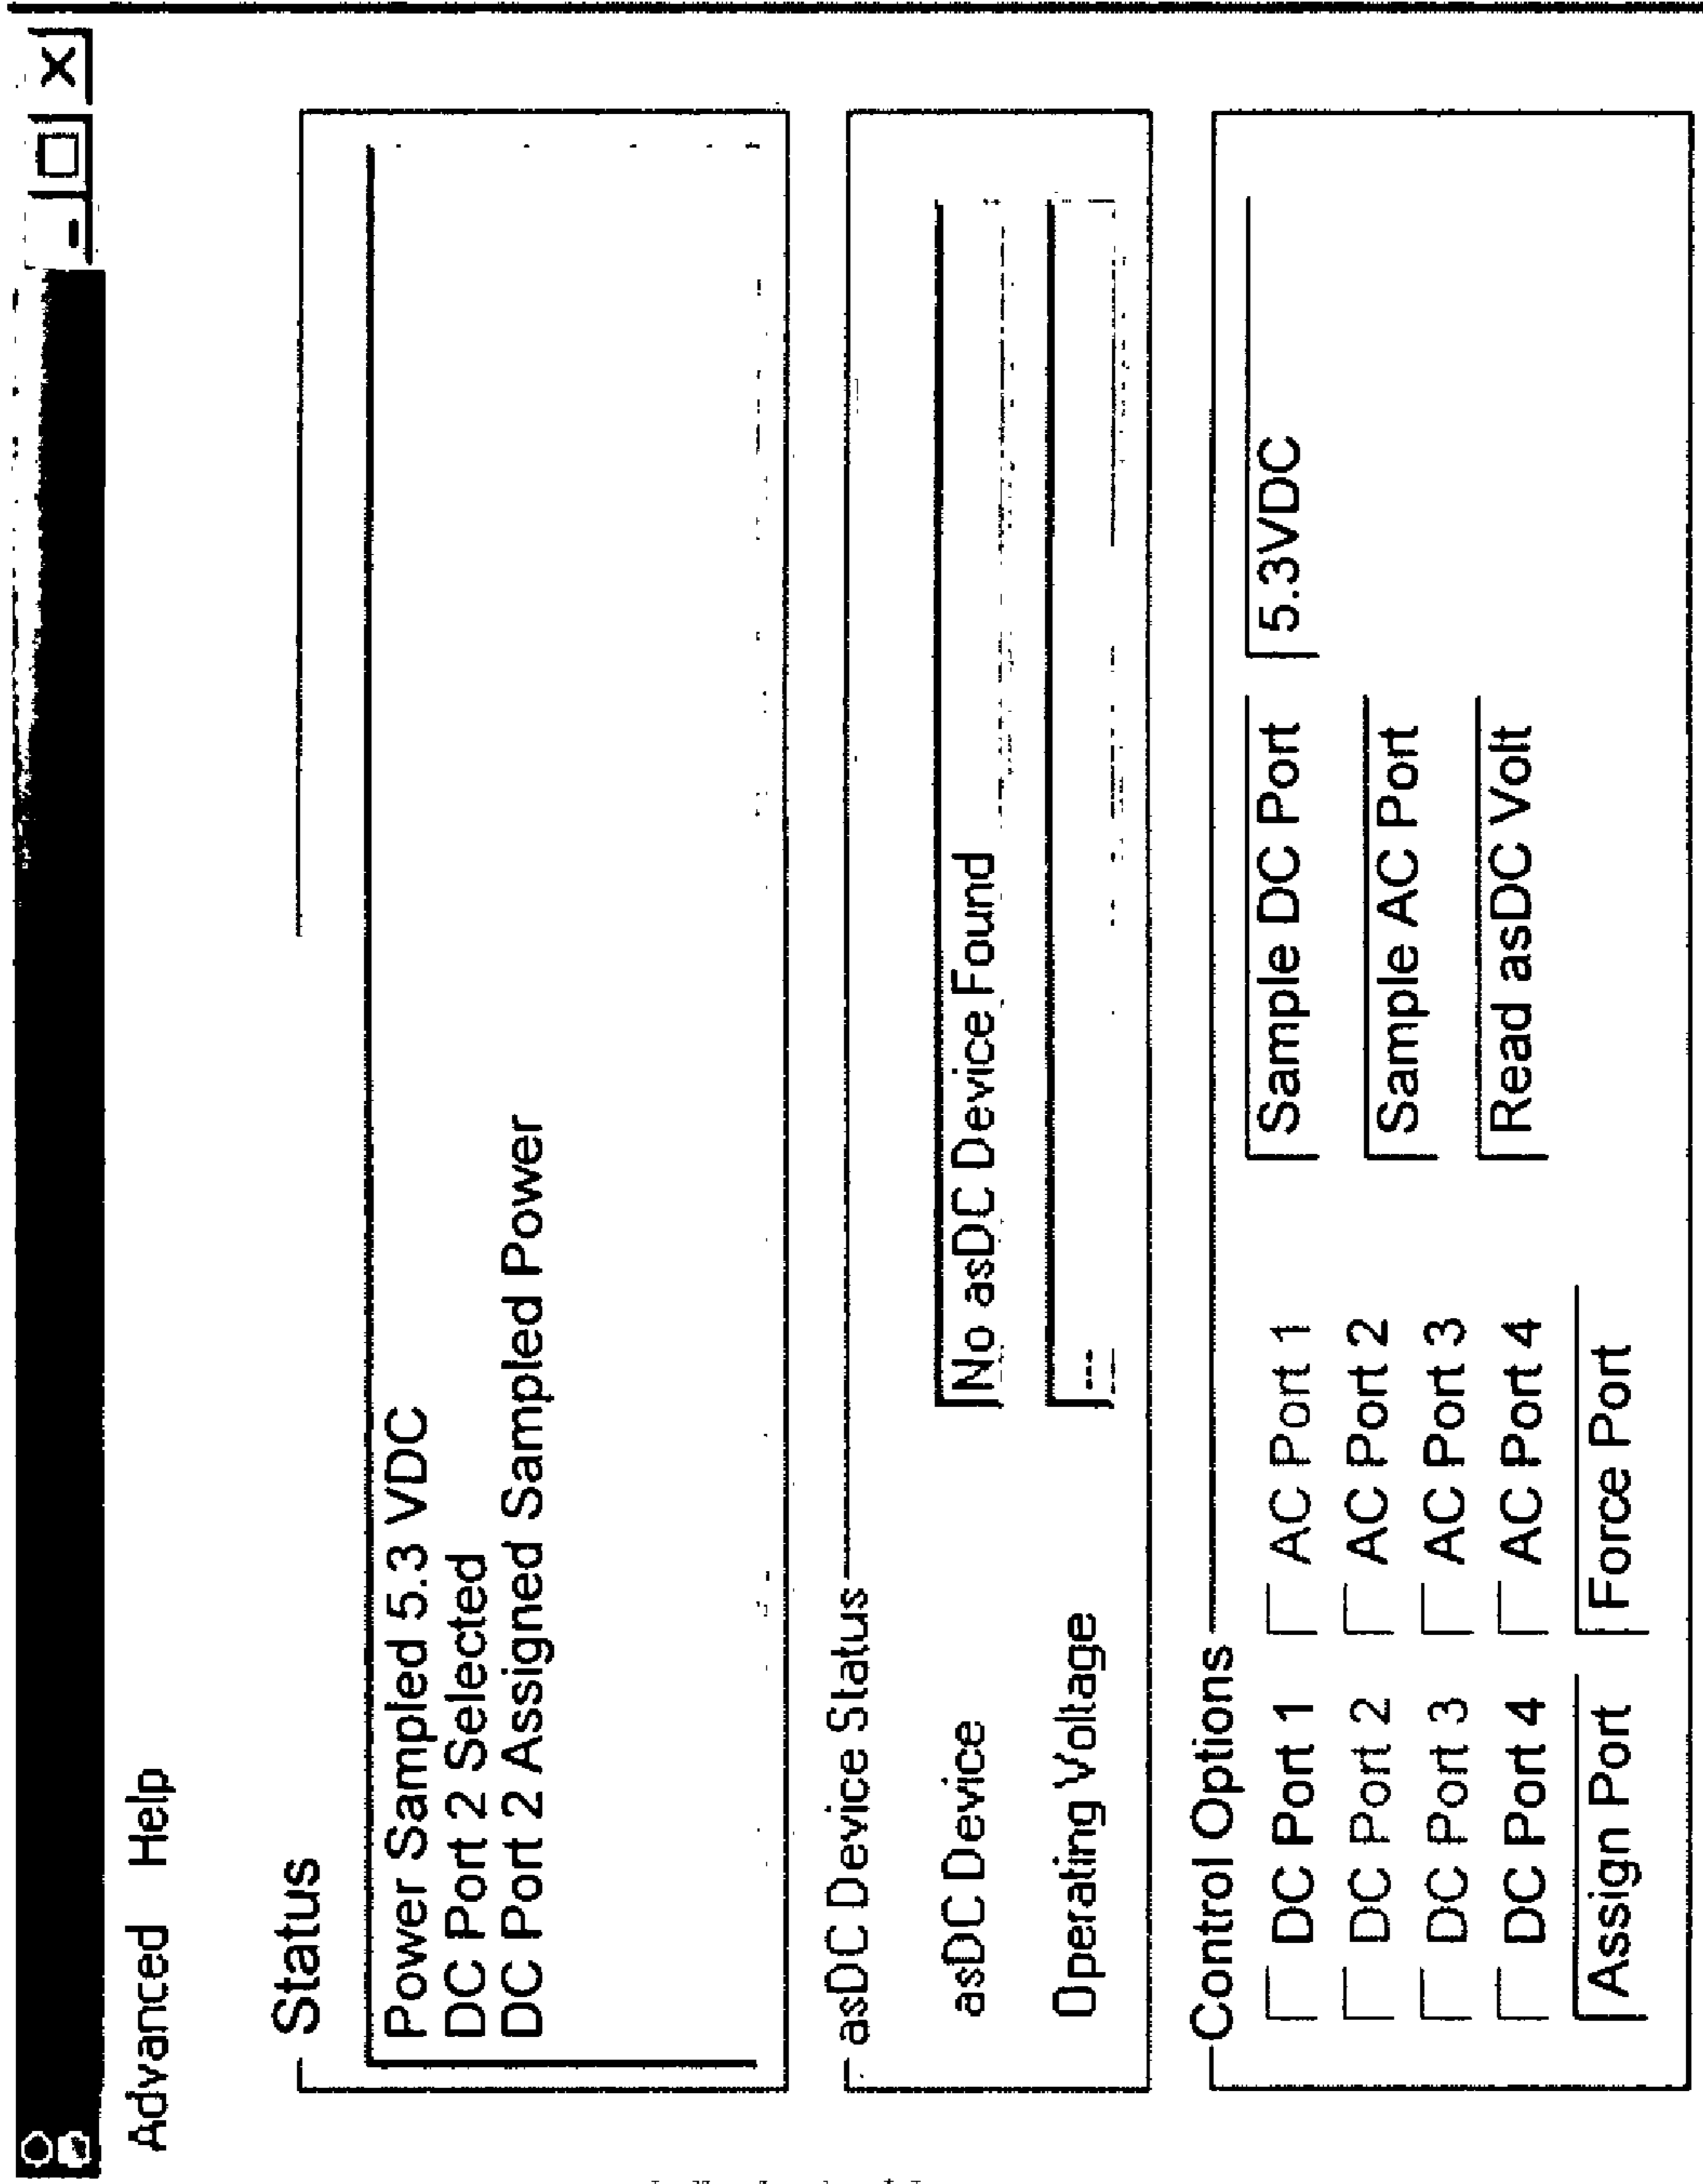 Advanced Help
Status
Power Sampled 5.3 VDC
DC Port 2 Selected
DC Port 2 Assigned Sampled Power
asDC Device Status
asDC Device No asDC Device Found
Operating Voltage ---
Control Options
DC Port 1 AC Port 1 Sample DC Port 5.3VDC
DC Port 2 AC Port 2 Sample AC Port
DC Port 3 AC Port 3 Read asDC Volt
DC Port 4 AC Port 4
Assign Port Force Port